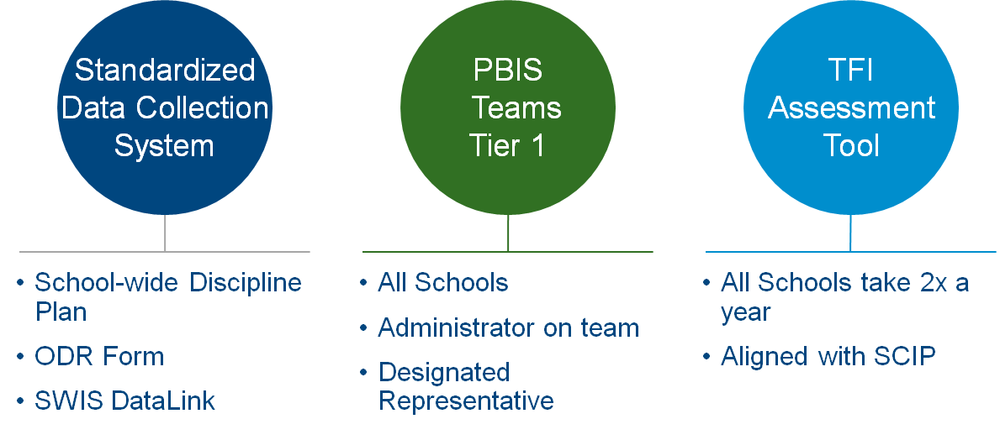 Standardized
Data Collection
System
• School-wide Discipline
Plan
• ODR Form
• SWIS DataLink
PBIS
Teams
Tier 1
• All Schools
• Administrator on team
• Designated
Representative
TFI
Assessment
Tool
• All Schools take 2x a
year
• Aligned with SCIP